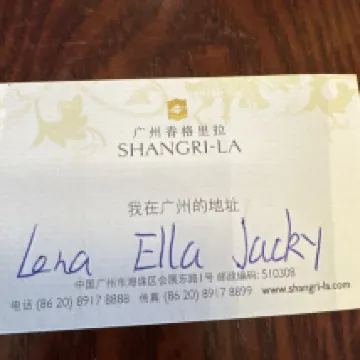 广州香格里拉
SHANGRI-LA
我在广州的地址
Lena Ella Jacky
中国广州市海珠区会展东路1号 邮政编码: 510308
电话 (86 20) 8917 8888 传真 (86 20) 8917 8899 www.shangri-la.com